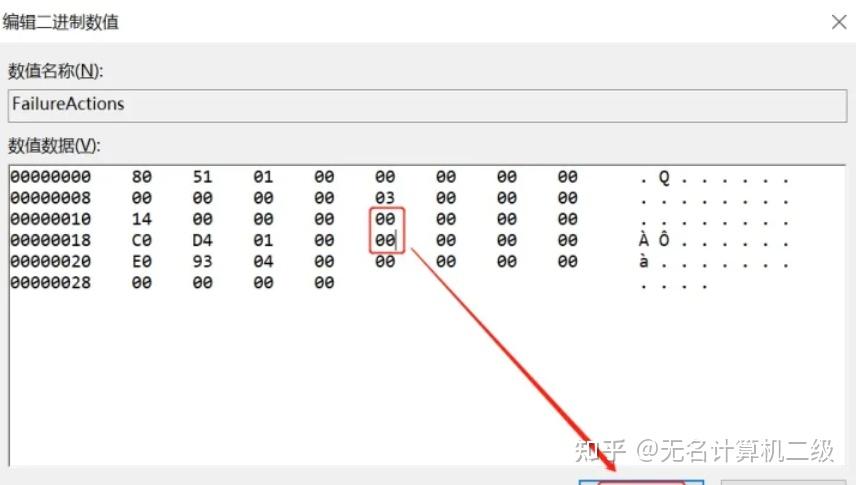 编辑二进制数值
数值名称(N):
FailureActions
数值数据(V):
00000000 80 51 01 00 00 00 00 00 . Q . . . . . .
00000008 00 00 00 00 03 00 00 00 . . . . . . . .
00000010 14 00 00 00 00 00 00 00 . . . . . . . .
00000018 C0 D4 01 00 00 00 00 00 À Ô . . . . . .
00000020 E0 93 04 00 00 00 00 00 à . . . . . . .
00000028 00 00 00 00 . . . .
知乎 @无名计算机二级